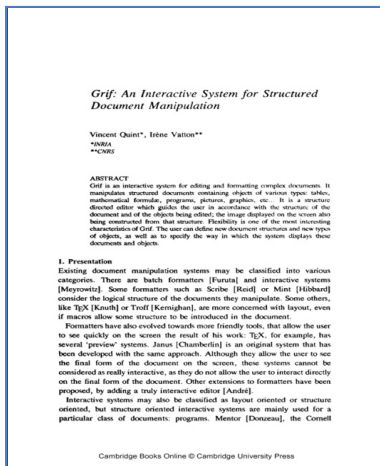 Grif: An Interactive System for Structured
Document Manipulation
Vincent Quint*, Irène Vatton**
*INRIA
**CNRS
ABSTRACT
Grif is an interactive system for editing and formatting complex documents. It
manipulates structured documents containing objects of various types: tables,
mathematical formulæ, programs, pictures, graphics, etc... It is a structure
directed editor which guides the user in accordance with the structure of the
document and of the objects being edited; the image displayed on the screen also
being constructed from that structure. Flexibility is one of the most interesting
characteristics of Grif. The user can define new document structures and new types
of objects, as well as to specify the way in which the system displays these
documents and objects.
1. Presentation
Existing document manipulation systems may be classified into various
categories. There are batch formatters [Furuta] and interactive systems
[Meyrowitz]. Some formatters such as Scribe [Reid] or Mint [Hibbard]
consider the logical structure of the documents they manipulate. Some others,
like TEX [Knuth] or Troff [Kernighan], are more concerned with layout, even
if macros allow some structure to be introduced in the document.
Formatters have also evolved towards more friendly tools, that allow the user
to see quickly on the screen the result of his work: TEX, for example, has
several 'preview' systems. Janus [Chamberlin] is an original system that has
been developed with the same approach. Although they allow the user to see
the final form of the document on the screen, these systems cannot be
considered as really interactive, as they do not allow the user to interact directly
on the final form of the document. Other extensions to formatters have been
proposed, by adding a truly interactive editor [André].
Interactive systems may also be classified as layout oriented or structure
oriented, but structure oriented interactive systems are mainly used for a
particular class of documents: programs. Mentor [Donzeau], the Cornell
Cambridge Books Online © Cambridge University Press